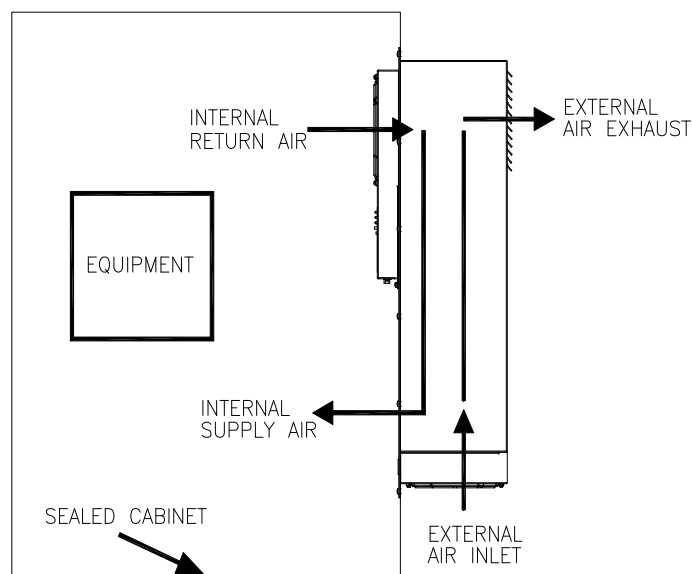 INTERNAL
RETURN AIR
EXTERNAL
AIR EXHAUST
EQUIPMENT
INTERNAL
SUPPLY AIR
SEALED CABINET
EXTERNAL
AIR INLET